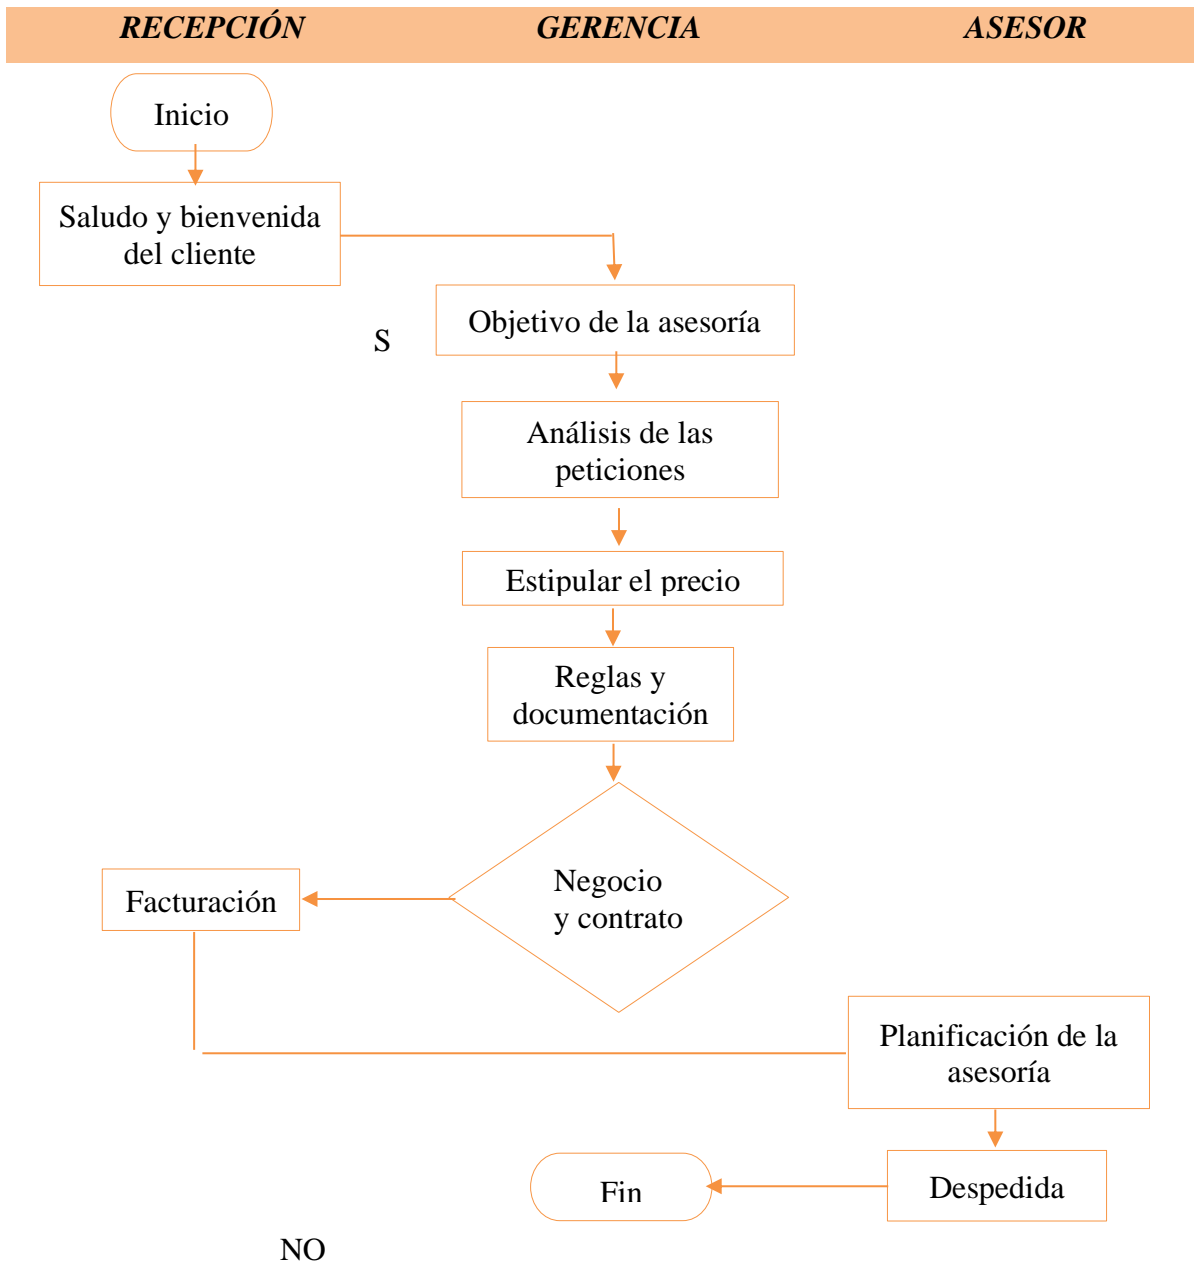 RECEPCIÓN GERENCIA ASESOR
Inicio
Saludo y bienvenida
del cliente
Objetivo de la asesoría
S
Análisis de las
peticiones
Estipular el precio
Reglas y
documentación
Negocio
y contrato
Facturación
Planificación de la
asesoría
Despedida
Fin
NO